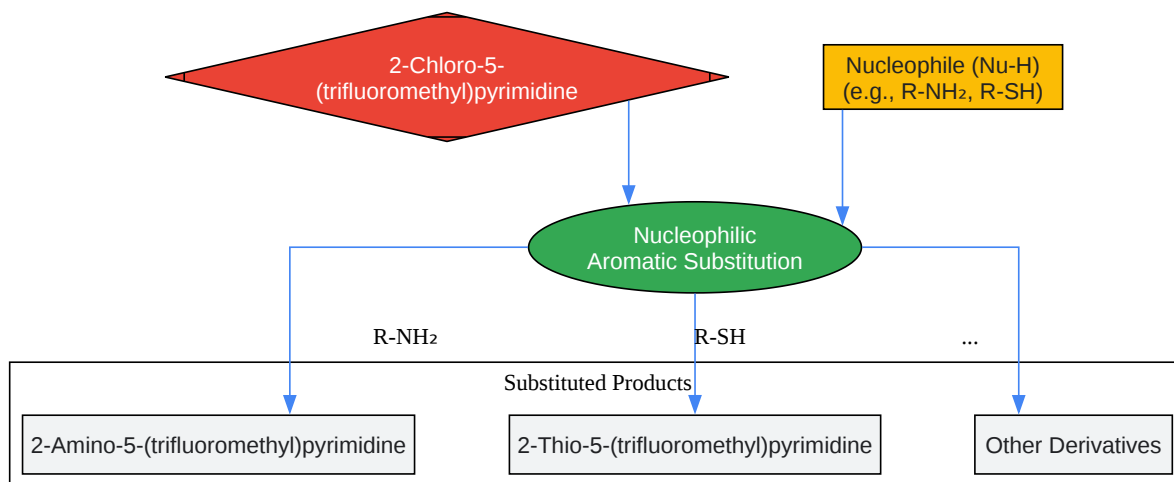 2-Chloro-5-
(trifluoromethyl)pyrimidine
Nucleophile (Nu-H)
(e.g., R-NH₂, R-SH)
Nucleophilic
Aromatic Substitution
R-NH₂
R-SH
...
Substituted Products
2-Amino-5-(trifluoromethyl)pyrimidine
2-Thio-5-(trifluoromethyl)pyrimidine
Other Derivatives